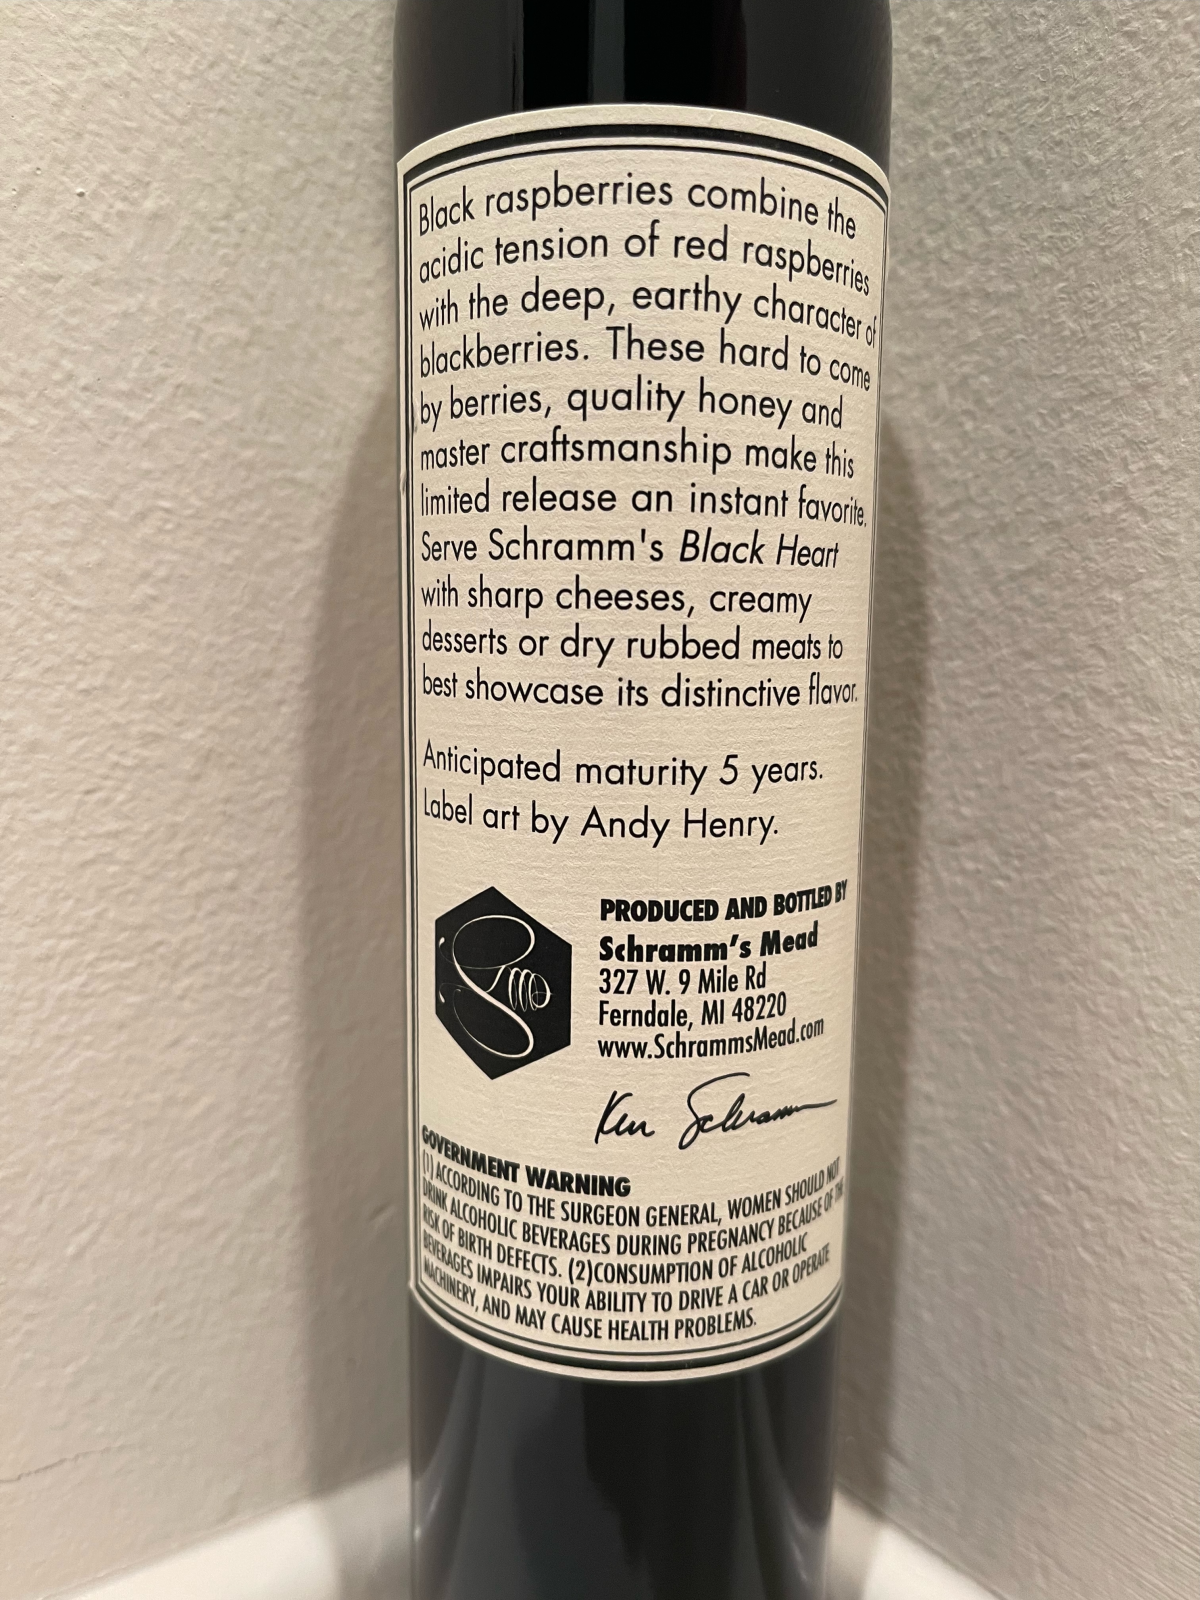 Black raspberries combine the
acidic tension of red raspberries
with the deep, earthy character of
blackberries. These hard to come
by berries, quality honey and
master craftsmanship make this
limited release an instant favorite.
Serve Schramm's Black Heart
with sharp cheeses, creamy
desserts or dry rubbed meats to
best showcase its distinctive flavor.
Anticipated maturity 5 years.
Label art by Andy Henry.
PRODUCED AND BOTTLED BY
Schramm's Mead
327 W. 9 Mile Rd
Ferndale, MI 48220
www.SchrammsMead.com
Ken Schramm
GOVERNMENT WARNING
(1) ACCORDING TO THE SURGEON GENERAL, WOMEN SHOULD NOT
DRINK ALCOHOLIC BEVERAGES DURING PREGNANCY BECAUSE OF THE
RISK OF BIRTH DEFECTS. (2)CONSUMPTION OF ALCOHOLIC
BEVERAGES IMPAIRS YOUR ABILITY TO DRIVE A CAR OR OPERATE
MACHINERY, AND MAY CAUSE HEALTH PROBLEMS.